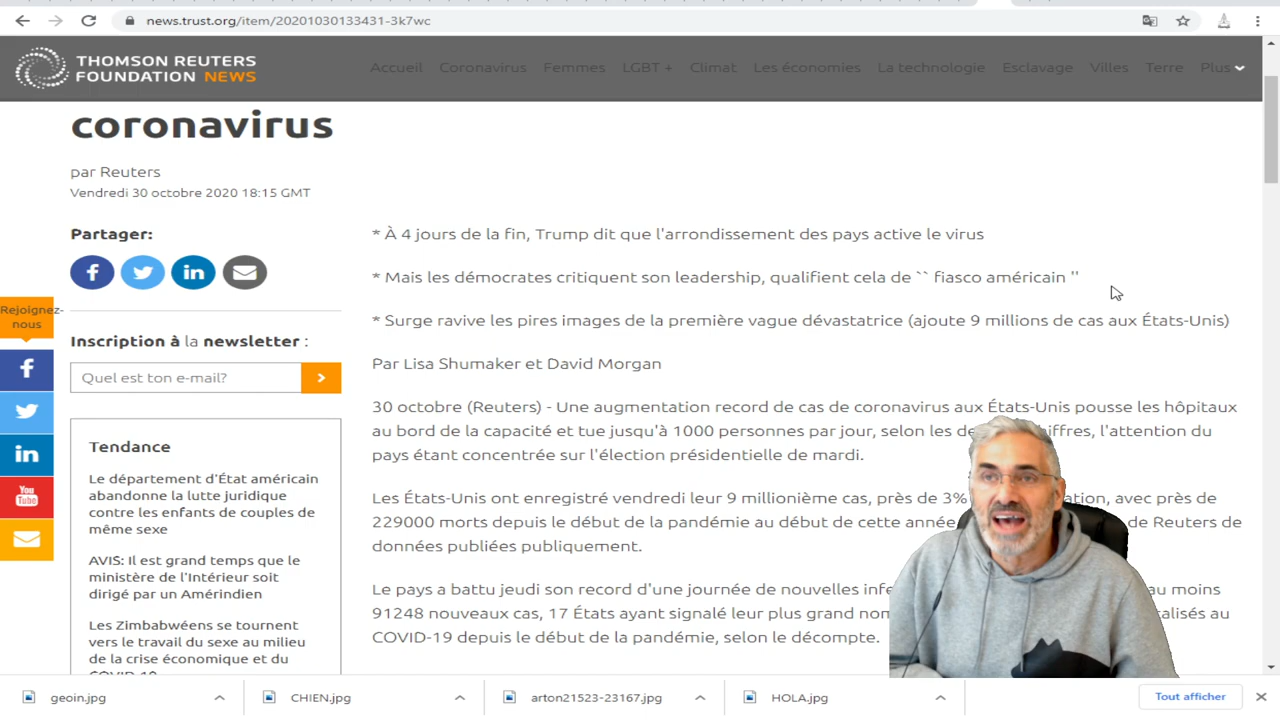 news.trust.org/item/20201030133431-3k7wc
THOMSON REUTERS
FOUNDATION NEWS
Accueil Coronavirus Femmes LGBT + Climat Les économies La technologie Esclavage Villes Terre Plus
coronavirus
par Reuters
Vendredi 30 octobre 2020 18:15 GMT
Partager:
Rejoignez-
nous
Inscription à la newsletter :
Quel est ton e-mail?
Tendance
Le département d'État américain
abandonne la lutte juridique
contre les enfants de couples de
même sexe
AVIS: Il est grand temps que le
ministère de l'Intérieur soit
dirigé par un Amérindien
Les Zimbabwéens se tournent
vers le travail du sexe au milieu
de la crise économique et du
COVID-19
* À 4 jours de la fin, Trump dit que l'arrondissement des pays active le virus
* Mais les démocrates critiquent son leadership, qualifient cela de `` fiasco américain ''
* Surge ravive les pires images de la première vague dévastatrice (ajoute 9 millions de cas aux États-Unis)
Par Lisa Shumaker et David Morgan
30 octobre (Reuters) - Une augmentation record de cas de coronavirus aux États-Unis pousse les hôpitaux
au bord de la capacité et tue jusqu'à 1000 personnes par jour, selon les chiffres, l'attention du
pays étant concentrée sur l'élection présidentielle de mardi.
Les États-Unis ont enregistré vendredi leur 9 millionième cas, près de 3% avec près de
229000 morts depuis le début de la pandémie au début de cette année de Reuters de
données publiées publiquement.
Le pays a battu jeudi son record d'une journée de nouvelles au moins
91248 nouveaux cas, 17 États ayant signalé leur plus grand au
COVID-19 depuis le début de la pandémie, selon le décompte.
You
Tube
geoin.jpg CHIEN.jpg arton21523-23167.jpg HOLA.jpg Tout afficher